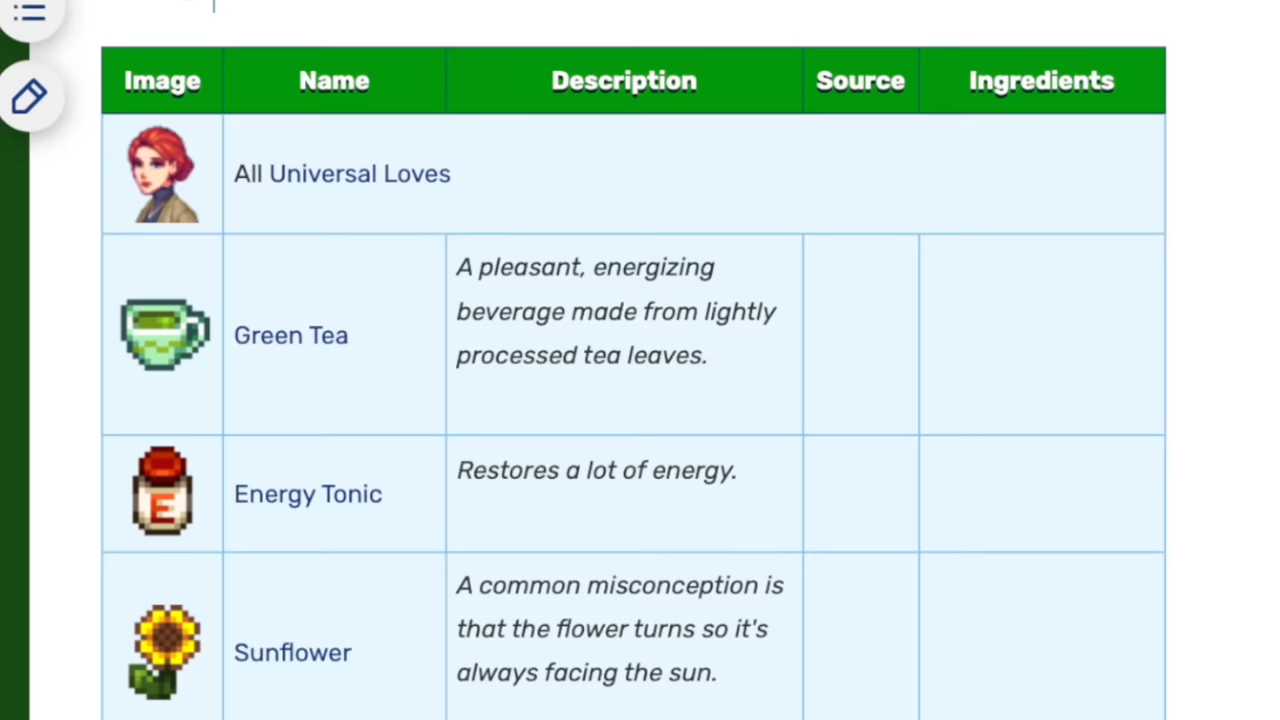 Image Name Description Source Ingredients
All Universal Loves
A pleasant, energizing
beverage made from lightly
processed tea leaves.
Green Tea
Restores a lot of energy.
Energy Tonic
E
A common misconception is
that the flower turns so it's
always facing the sun.
Sunflower